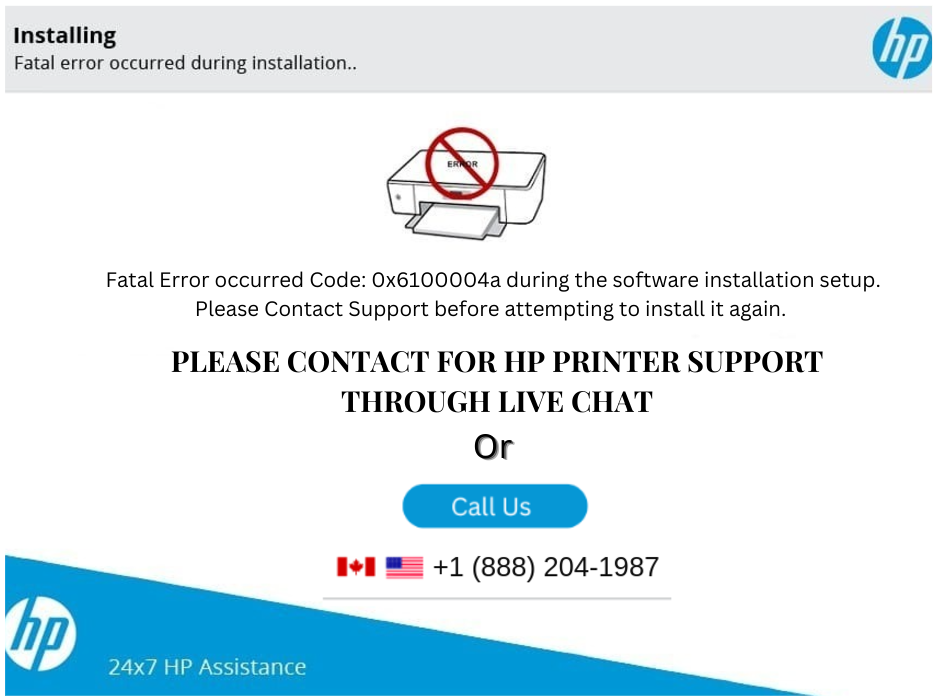 Installing
Fatal error occurred during installation..
hp
ERROR
Fatal Error occurred Code: 0x6100004a during the software installation setup.
Please Contact Support before attempting to install it again.
PLEASE CONTACT FOR HP PRINTER SUPPORT
THROUGH LIVE CHAT
Or
Call Us
+1 (888) 204-1987
hp
24x7 HP Assistance